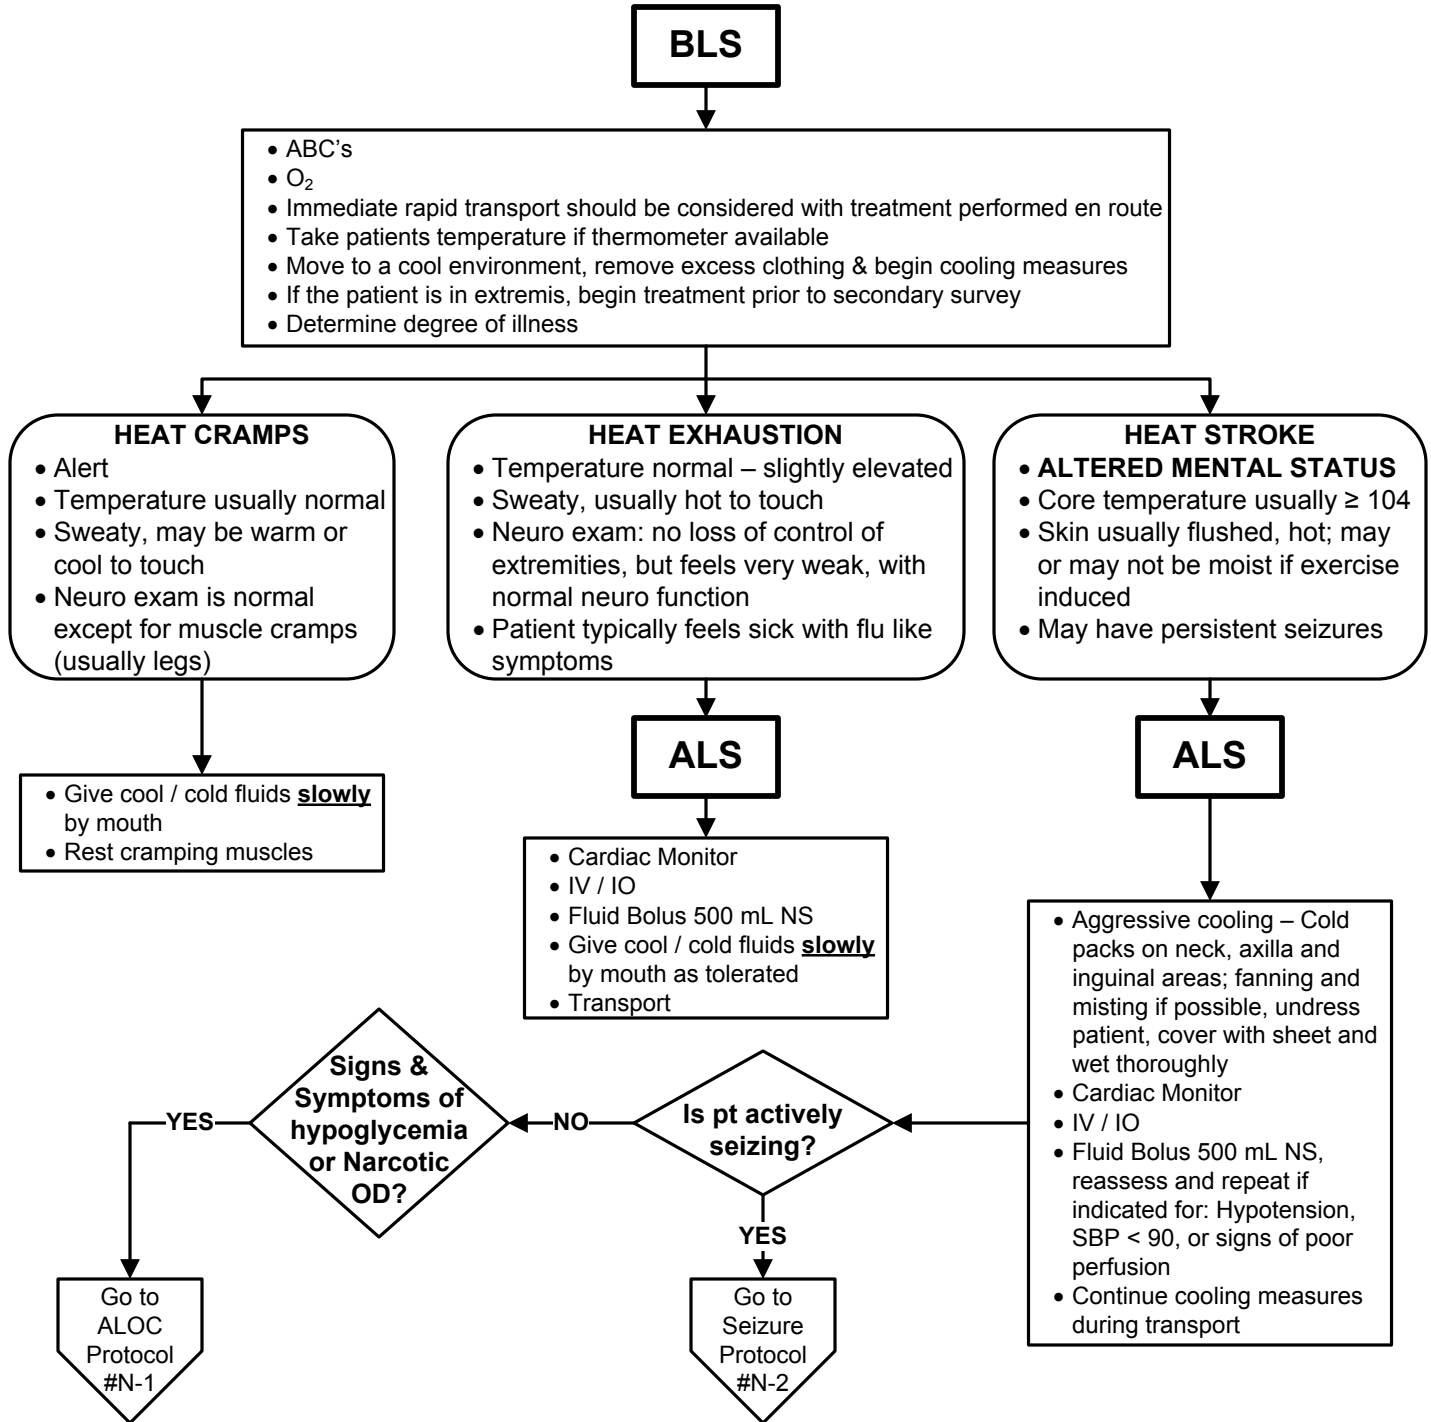 BLS
• ABC's
• O₂
• Immediate rapid transport should be considered with treatment performed en route
• Take patients temperature if thermometer available
• Move to a cool environment, remove excess clothing & begin cooling measures
• If the patient is in extremis, begin treatment prior to secondary survey
• Determine degree of illness
HEAT CRAMPS
• Alert
• Temperature usually normal
• Sweaty, may be warm or
cool to touch
• Neuro exam is normal
except for muscle cramps
(usually legs)
HEAT EXHAUSTION
• Temperature normal – slightly elevated
• Sweaty, usually hot to touch
• Neuro exam: no loss of control of
extremities, but feels very weak, with
normal neuro function
• Patient typically feels sick with flu like
symptoms
HEAT STROKE
• ALTERED MENTAL STATUS
• Core temperature usually ≥ 104
• Skin usually flushed, hot; may
or may not be moist if exercise
induced
• May have persistent seizures
• Give cool / cold fluids slowly
by mouth
• Rest cramping muscles
ALS
• Cardiac Monitor
• IV / IO
• Fluid Bolus 500 mL NS
• Give cool / cold fluids slowly
by mouth as tolerated
• Transport
ALS
• Aggressive cooling – Cold
packs on neck, axilla and
inguinal areas; fanning and
misting if possible, undress
patient, cover with sheet and
wet thoroughly
• Cardiac Monitor
• IV / IO
• Fluid Bolus 500 mL NS,
reassess and repeat if
indicated for: Hypotension,
SBP < 90, or signs of poor
perfusion
• Continue cooling measures
during transport
Is pt actively
seizing?
NO
YES
Go to
Seizure
Protocol
#N-2
Signs &
Symptoms of
hypoglycemia
or Narcotic
OD?
YES
Go to
ALOC
Protocol
#N-1